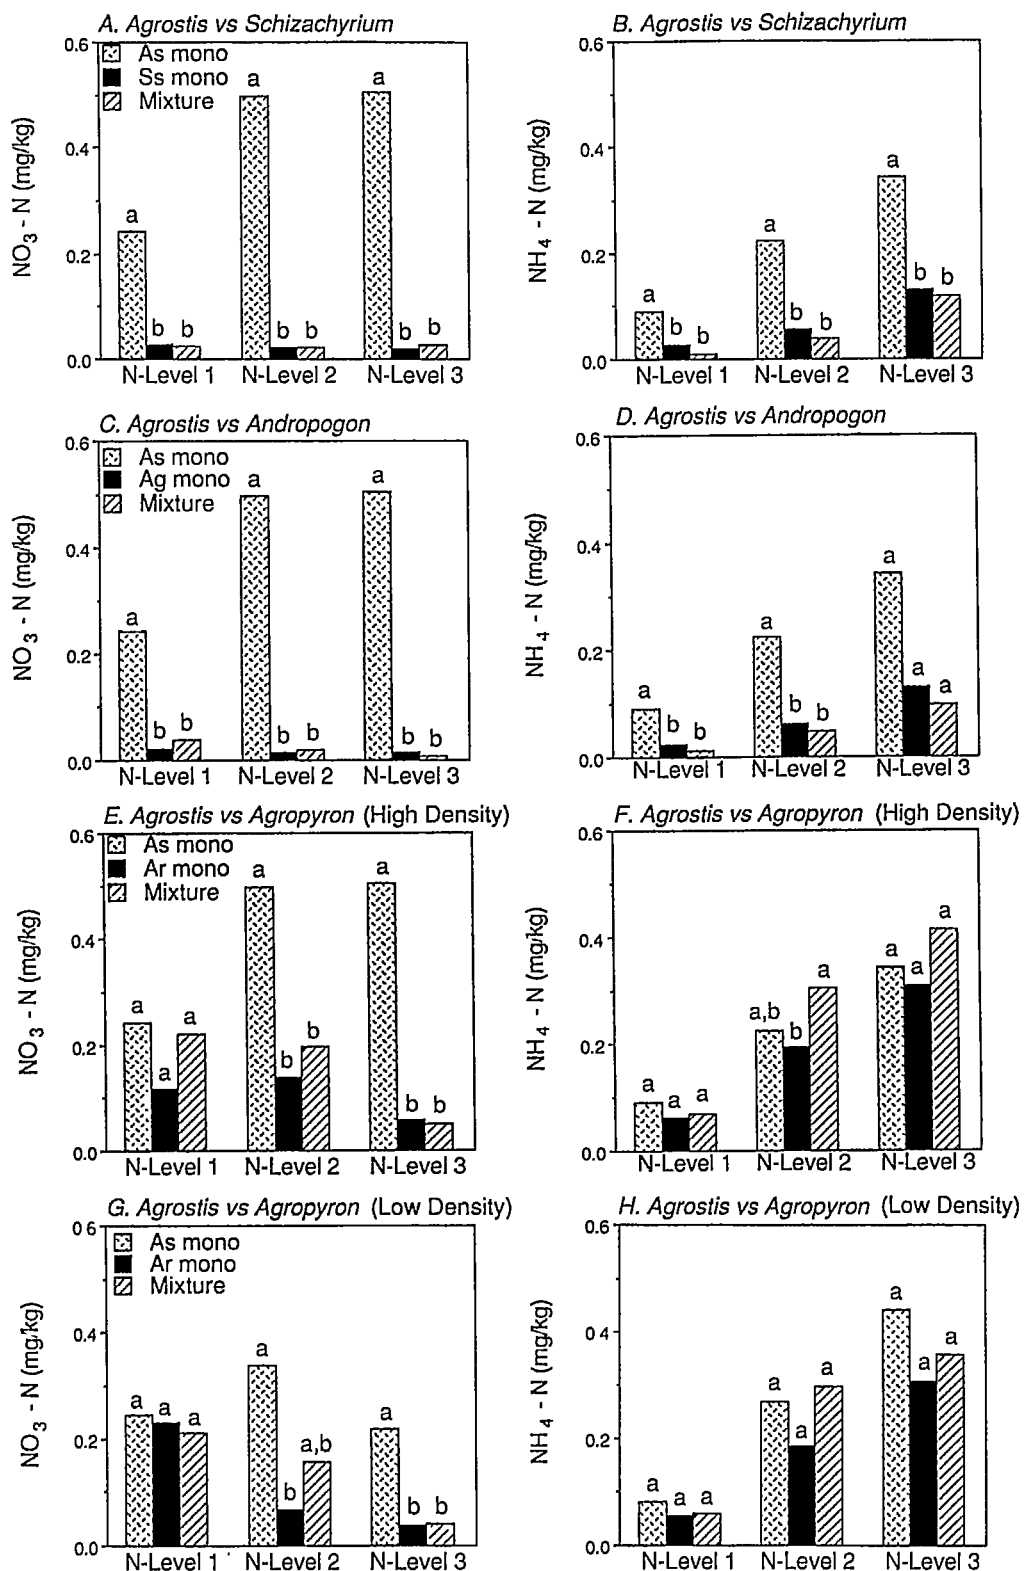 A. Agrostis vs Schizachyrium
0.6
As mono
Ss mono
Mixture
0.4
0.2
0.0
NO3 - N (mg/kg)
a
b
b
a
b
b
a
b
b
N-Level 1
N-Level 2
N-Level 3
B. Agrostis vs Schizachyrium
0.6
0.4
0.2
0.0
NH4 - N (mg/kg)
a
b
b
a
b
b
a
b
b
N-Level 1
N-Level 2
N-Level 3
C. Agrostis vs Andropogon
0.6
As mono
Ag mono
Mixture
0.4
0.2
0.0
NO3 - N (mg/kg)
a
b
b
a
b
b
a
b
b
N-Level 1
N-Level 2
N-Level 3
D. Agrostis vs Andropogon
0.6
0.4
0.2
0.0
NH4 - N (mg/kg)
a
b
b
a
b
b
a
a
a
N-Level 1
N-Level 2
N-Level 3
E. Agrostis vs Agropyron (High Density)
0.6
As mono
Ar mono
Mixture
0.4
0.2
0.0
NO3 - N (mg/kg)
a
a
a
a
b
b
a
b
b
N-Level 1
N-Level 2
N-Level 3
F. Agrostis vs Agropyron (High Density)
0.6
0.4
0.2
0.0
NH4 - N (mg/kg)
a
a
a
a,b
b
a
a
a
a
N-Level 1
N-Level 2
N-Level 3
G. Agrostis vs Agropyron (Low Density)
0.6
As mono
Ar mono
Mixture
0.4
0.2
0.0
NO3 - N (mg/kg)
a
a
a
a
b
a,b
a
b
b
N-Level 1
N-Level 2
N-Level 3
H. Agrostis vs Agropyron (Low Density)
0.6
0.4
0.2
0.0
NH4 - N (mg/kg)
a
a
a
a
a
a
a
a
a
N-Level 1
N-Level 2
N-Level 3